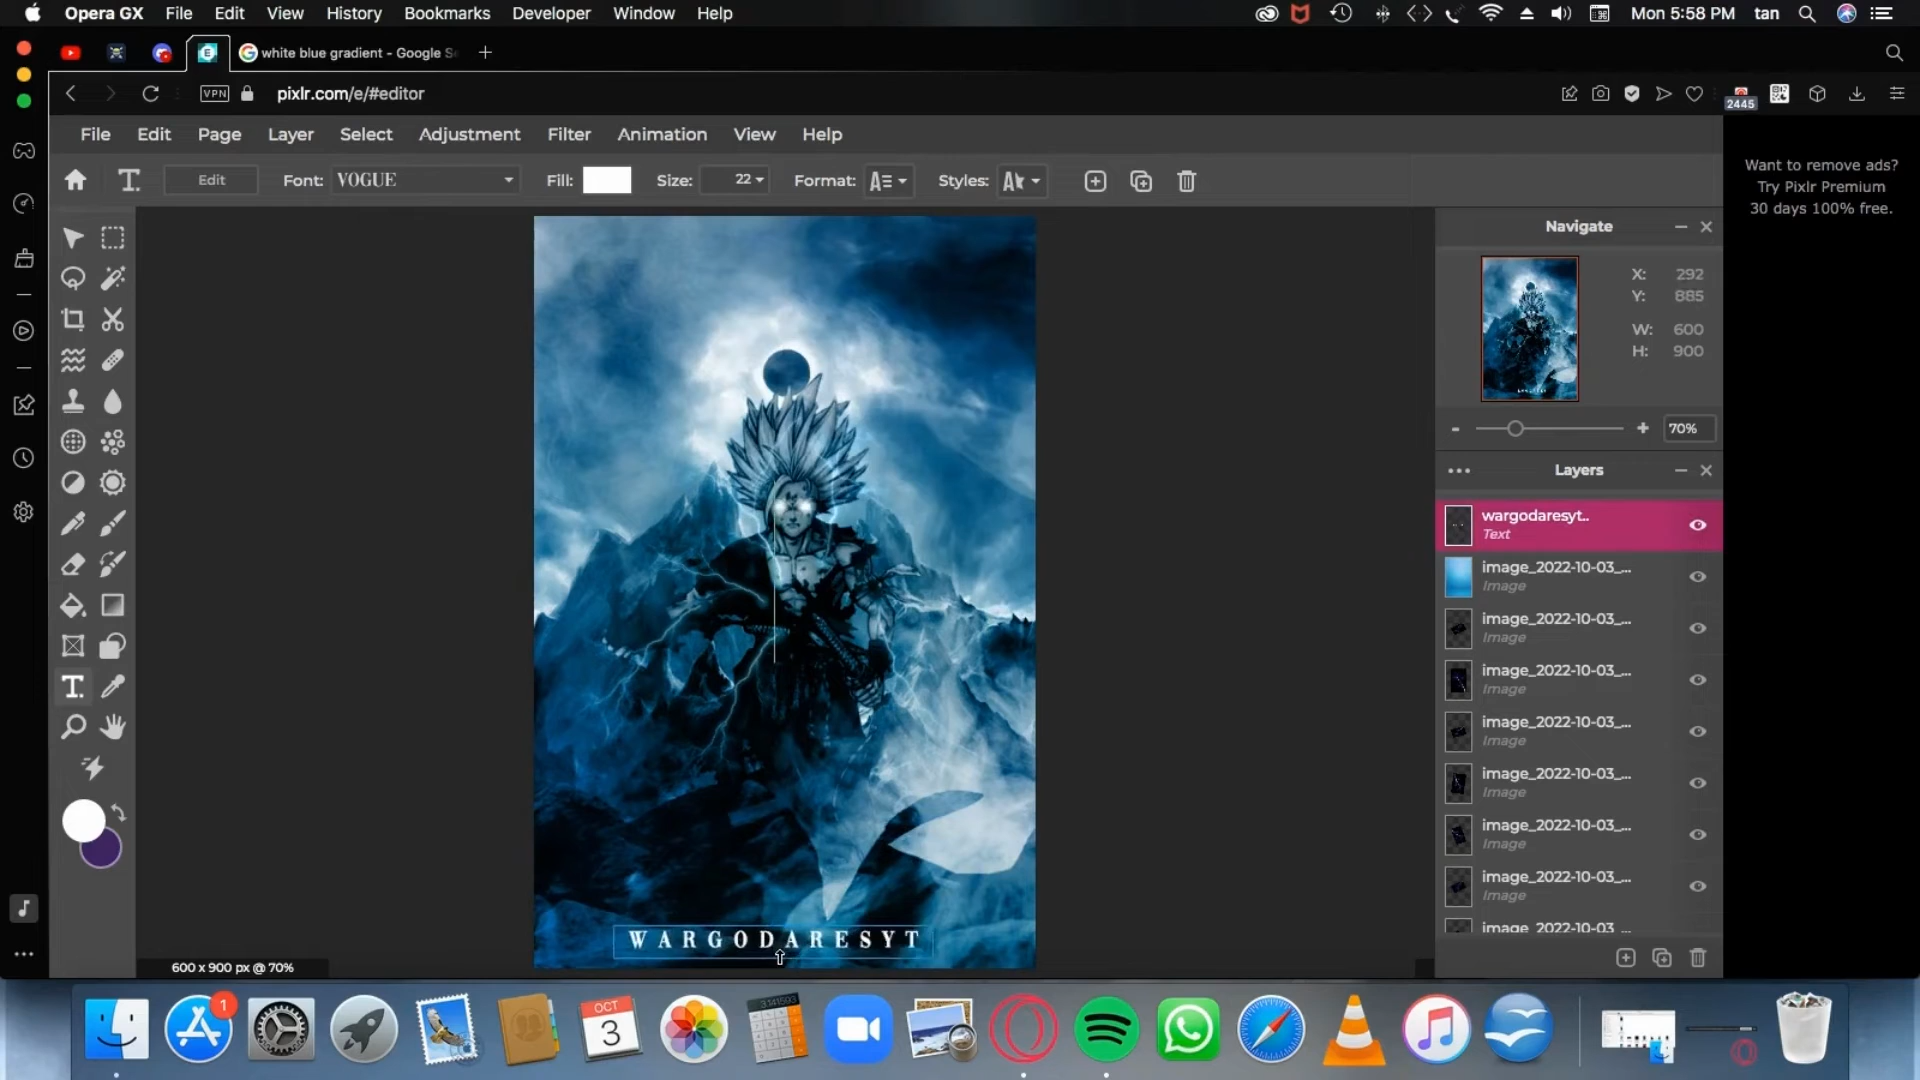 Opera GX File Edit View History Bookmarks Developer Window Help
Mon 5:58 PM tan
white blue gradient - Google Se
VPN pixlr.com/e/#editor
2445
File Edit Page Layer Select Adjustment Filter Animation View Help
T. Edit Font: VOGUE Fill: Size: 22 Format: A Styles: A
Want to remove ads?
Try Pixlr Premium
30 days 100% free.
Navigate
X: 292
Y: 885
W: 600
H: 900
- + 70%
Layers
wargodaresyt..
Text
image_2022-10-03_...
Image
image_2022-10-03_...
Image
image_2022-10-03_...
Image
image_2022-10-03_...
Image
image_2022-10-03_...
Image
image_2022-10-03_...
Image
image_2022-10-03_...
Image
image_2022-10-03_...
T.
WARGODARESYT
600 x 900 px @ 70%
1
OCT
3
3.141593